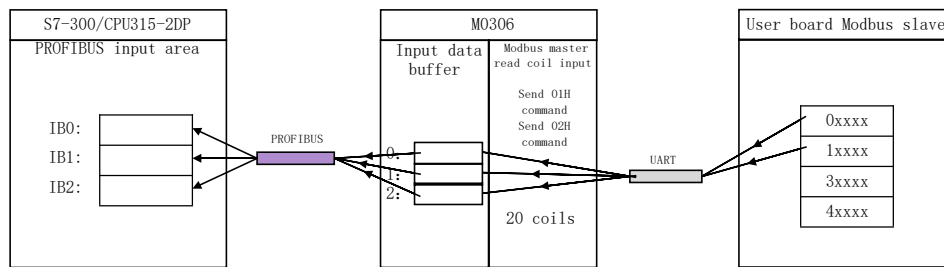 S7-300/CPU315-2DP
PROFIBUS input area
IB0:
IB1:
IB2:
PROFIBUS
M0306
Input data
buffer
0:
1:
2:
Modbus master
read coil input
Send 01H
command
Send 02H
command
20 coils
UART
User board Modbus slave
0xxxx
1xxxx
3xxxx
4xxxx